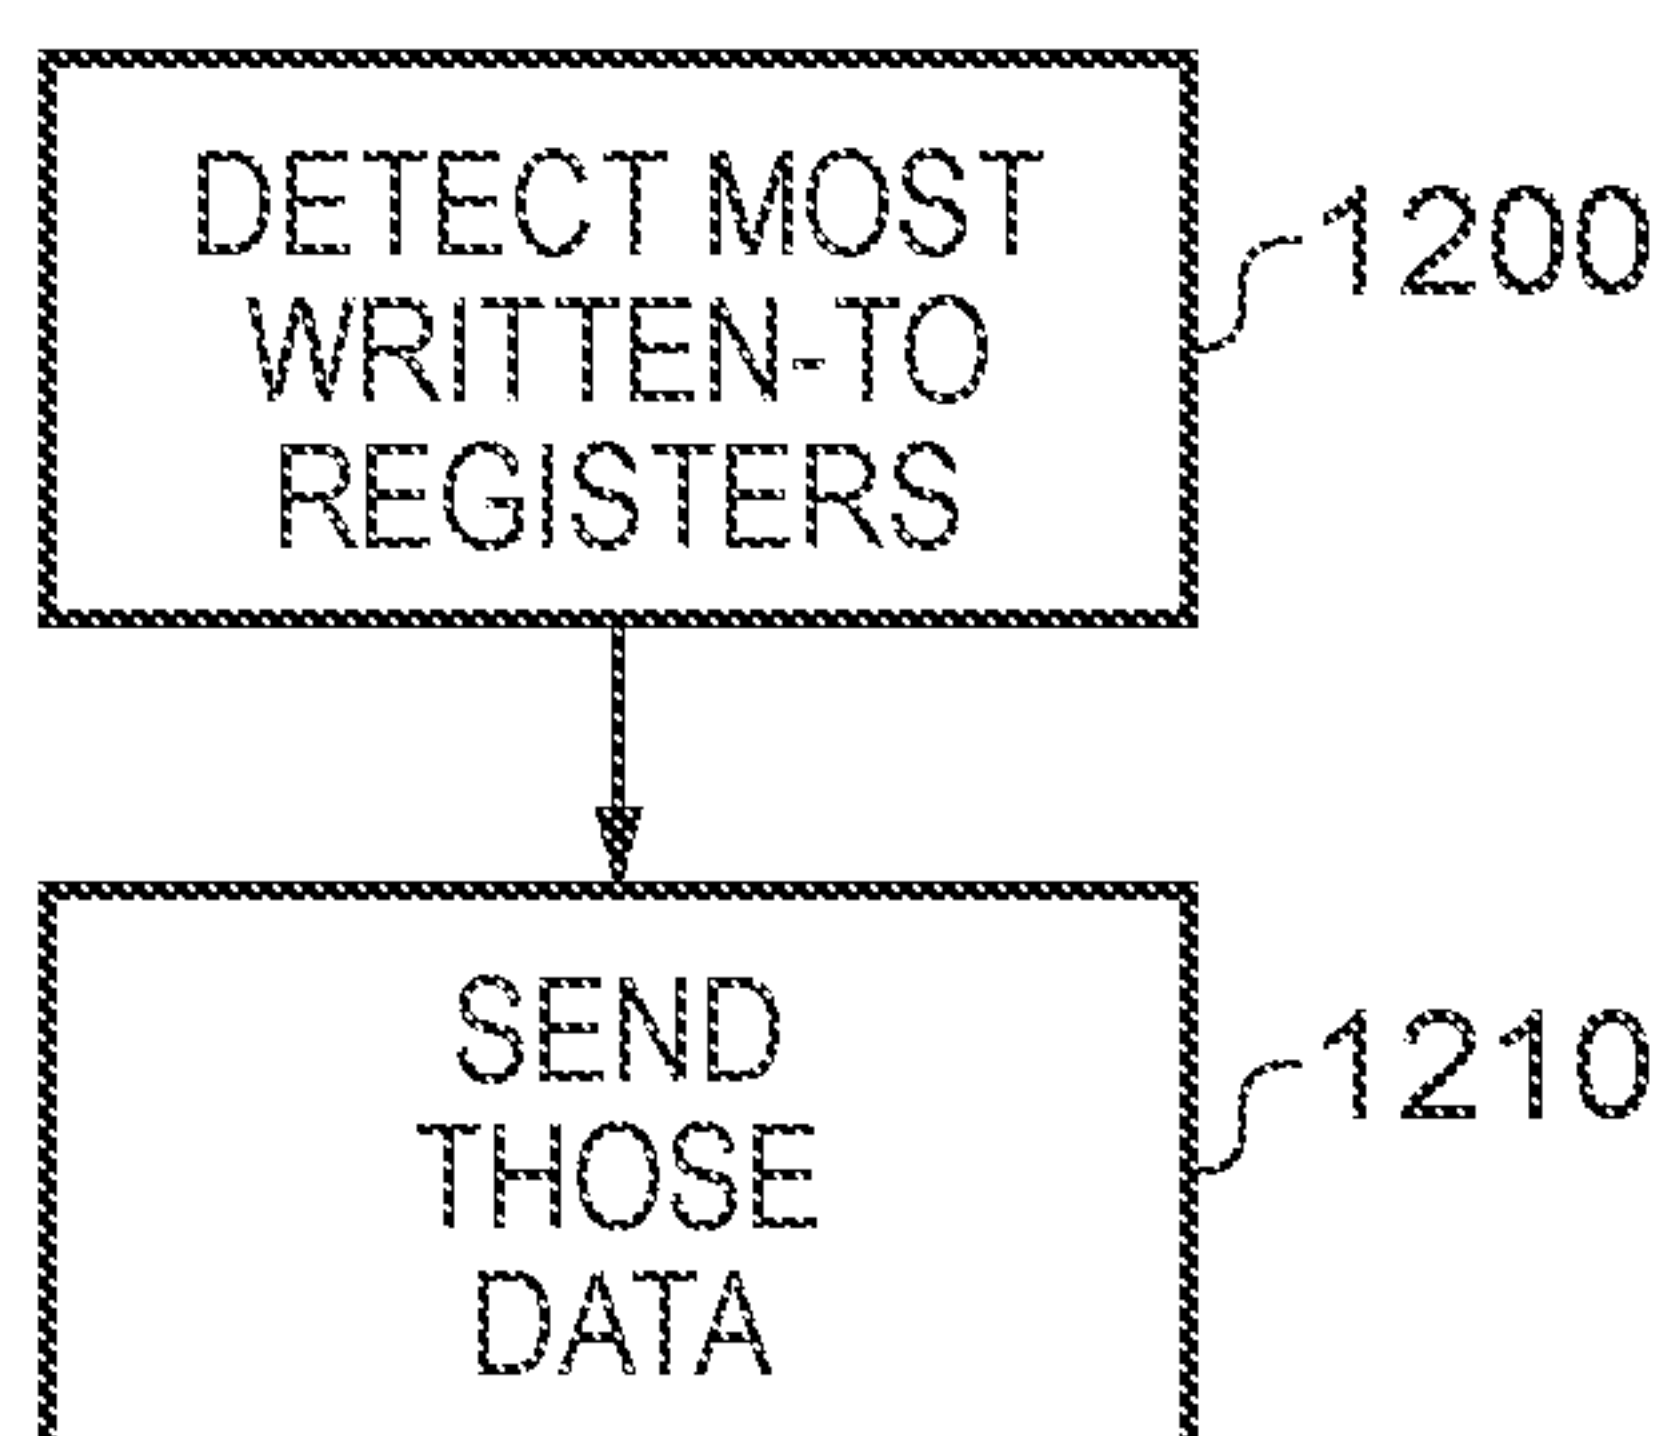 DETECT MOST
WRITTEN-TO
REGISTERS
1200
SEND
THOSE
DATA
1210